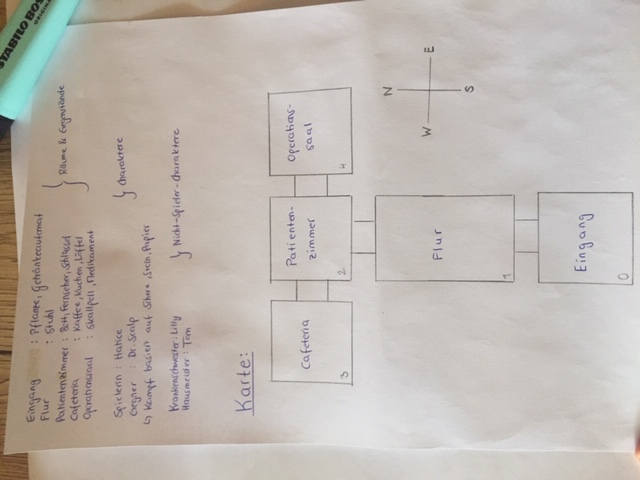 STABILO BOSS
ORIGINAL
Eingang : Pflanze, Getränkeautomat
Flur : Stuhl
Patientenzimmer : Bett, Fernseher, Schlüssel
Cafeteria : Kaffee, Kuchen, Löffel
Operationssaal : Skallpell, Medikament
} Räume & Gegenstände
Spielerin : Hatice
Gegner : Dr. Scalp
} Charaktere
↳ Kampf basiert auf Schere, Stein, Papier
Krankenschwester : Lilly
Hausmeister : Tom
} Nicht-Spieler-Charaktere
Karte:
Cafeteria
3
Patienten-
zimmer
2
Operations-
saal
4
Flur
1
N
W E
S
Eingang
0